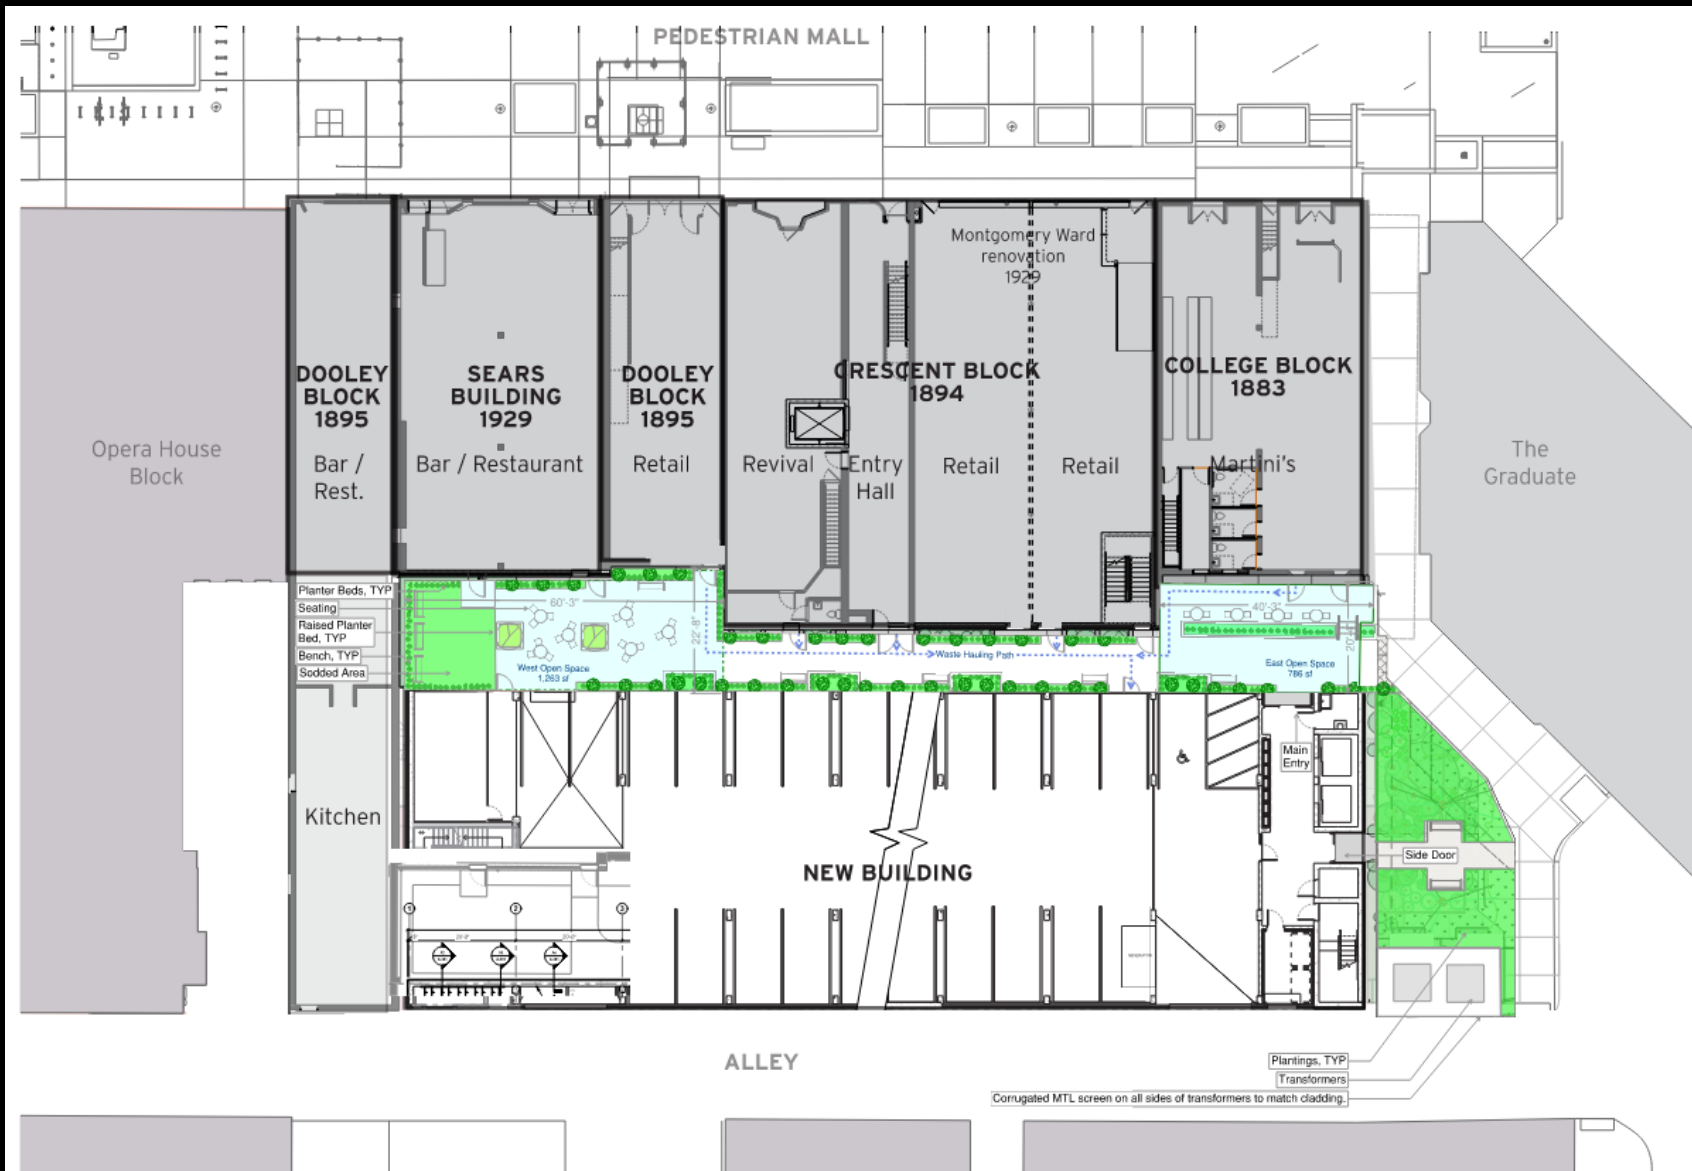 PEDESTRIAN MALL
Montgomery Ward
renovation
1929
DOOLEY
BLOCK
1895
SEARS
BUILDING
1929
DOOLEY
BLOCK
1895
CRESCENT BLOCK
1894
COLLEGE BLOCK
1883
Opera House
Block
Bar /
Rest.
Bar / Restaurant
Retail
Revival
Entry
Hall
Retail
Retail
Martini's
The
Graduate
Planter Beds, TYP
Seating
Raised Planter
Bed, TYP
Bench, TYP
Sodded Area
60'-3"
22'-8"
40'-3"
West Open Space
1,263 sf
Waste Hauling Path
East Open Space
786 sf
Main
Entry
Kitchen
Side Door
NEW BUILDING
1
2
3
ALLEY
Plantings, TYP
Transformers
Corrugated MTL screen on all sides of transformers to match cladding.